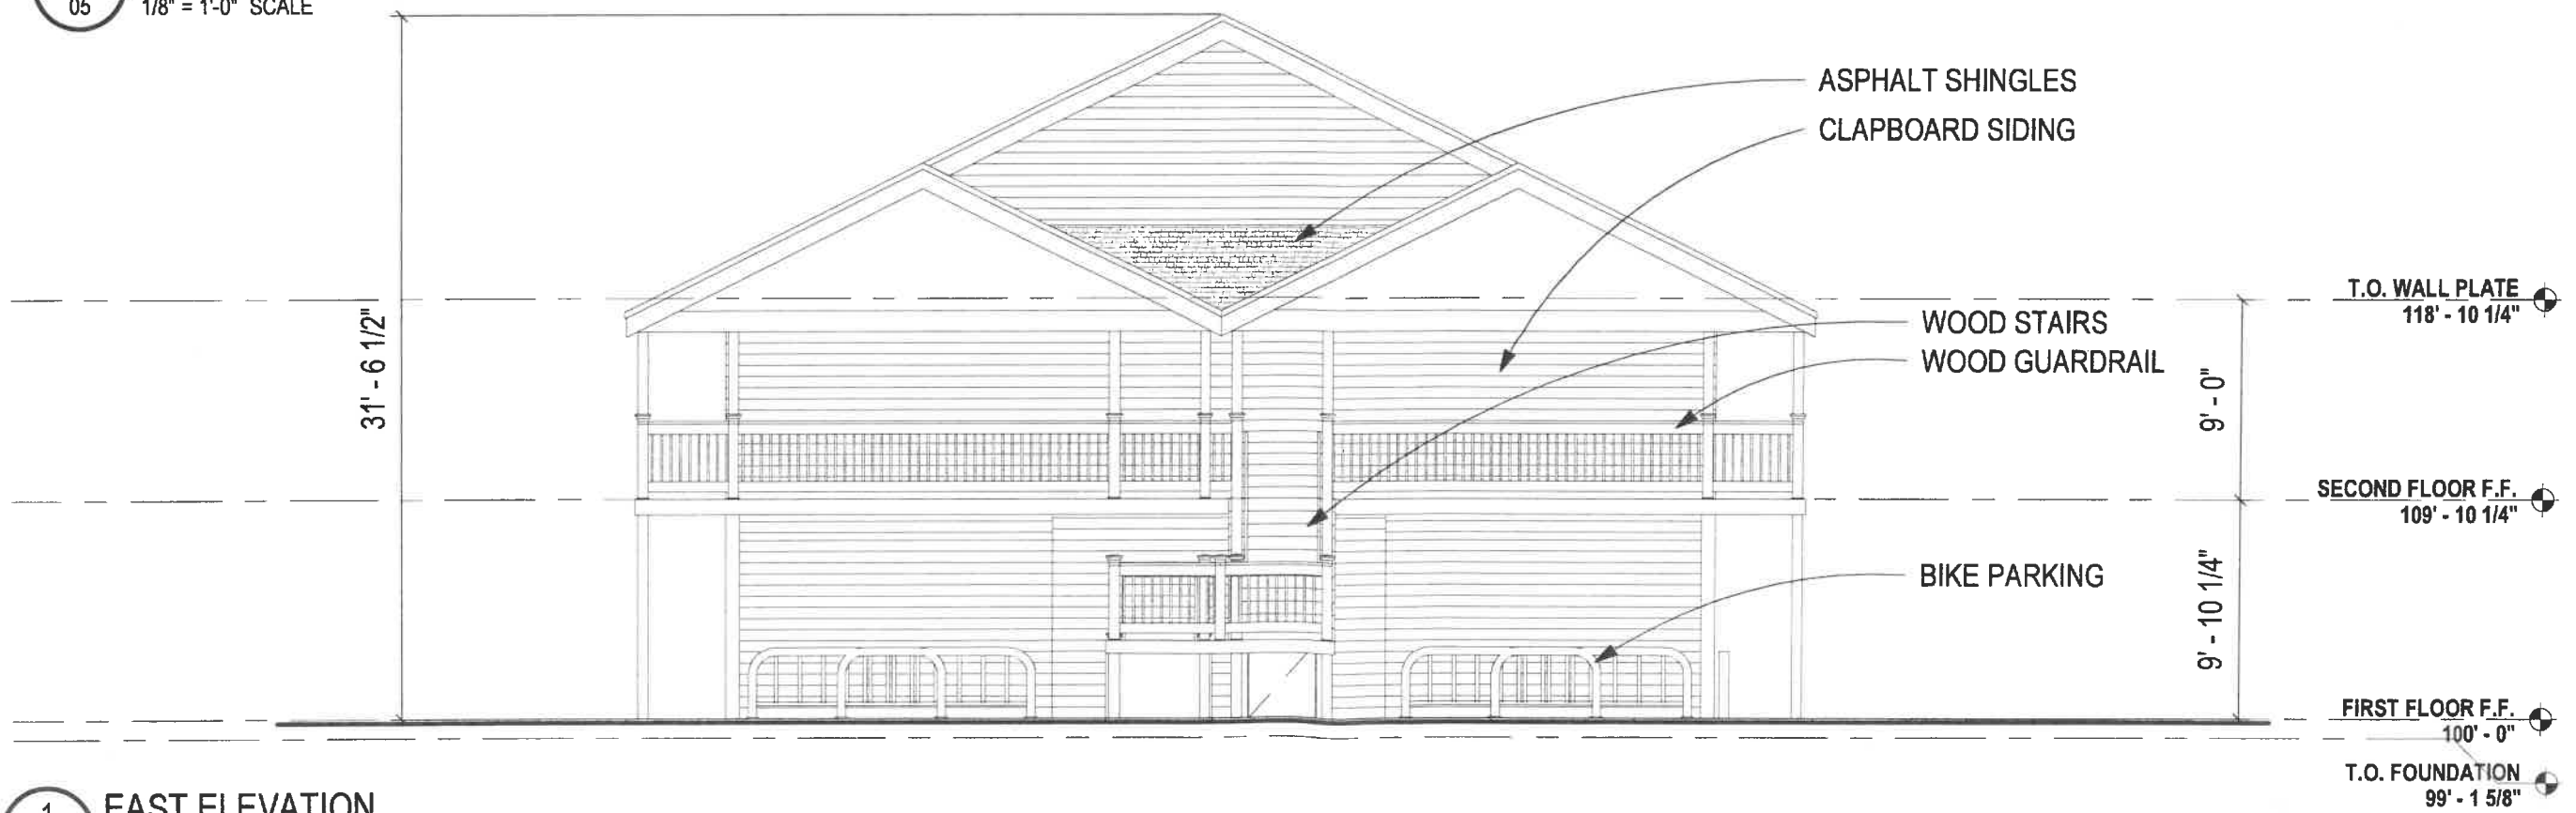 05
1/8" = 1'-0" SCALE
ASPHALT SHINGLES
CLAPBOARD SIDING
31' - 6 1/2"
T.O. WALL PLATE
118' - 10 1/4"
WOOD STAIRS
WOOD GUARDRAIL
9' - 0"
SECOND FLOOR F.F.
109' - 10 1/4"
BIKE PARKING
9' - 10 1/4"
FIRST FLOOR F.F.
100' - 0"
T.O. FOUNDATION
99' - 1 5/8"
1
EAST ELEVATION